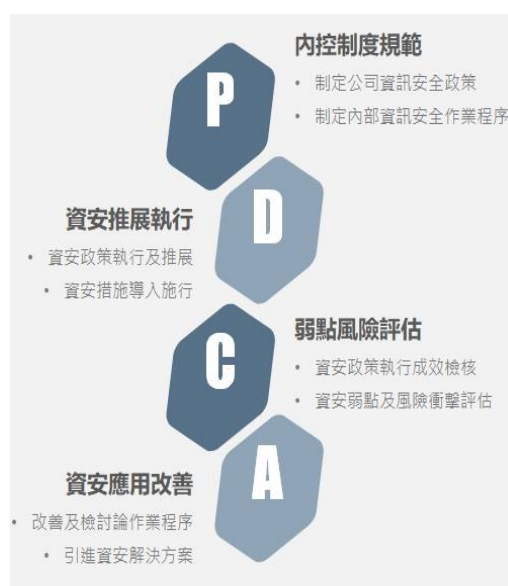 P
內控制度規範
• 制定公司資訊安全政策
• 制定內部資訊安全作業程序
D
資安推展執行
• 資安政策執行及推展
• 資安措施導入施行
C
弱點風險評估
• 資安政策執行成效檢核
• 資安弱點及風險衝擊評估
A
資安應用改善
• 改善及檢討論作業程序
• 引進資安解決方案